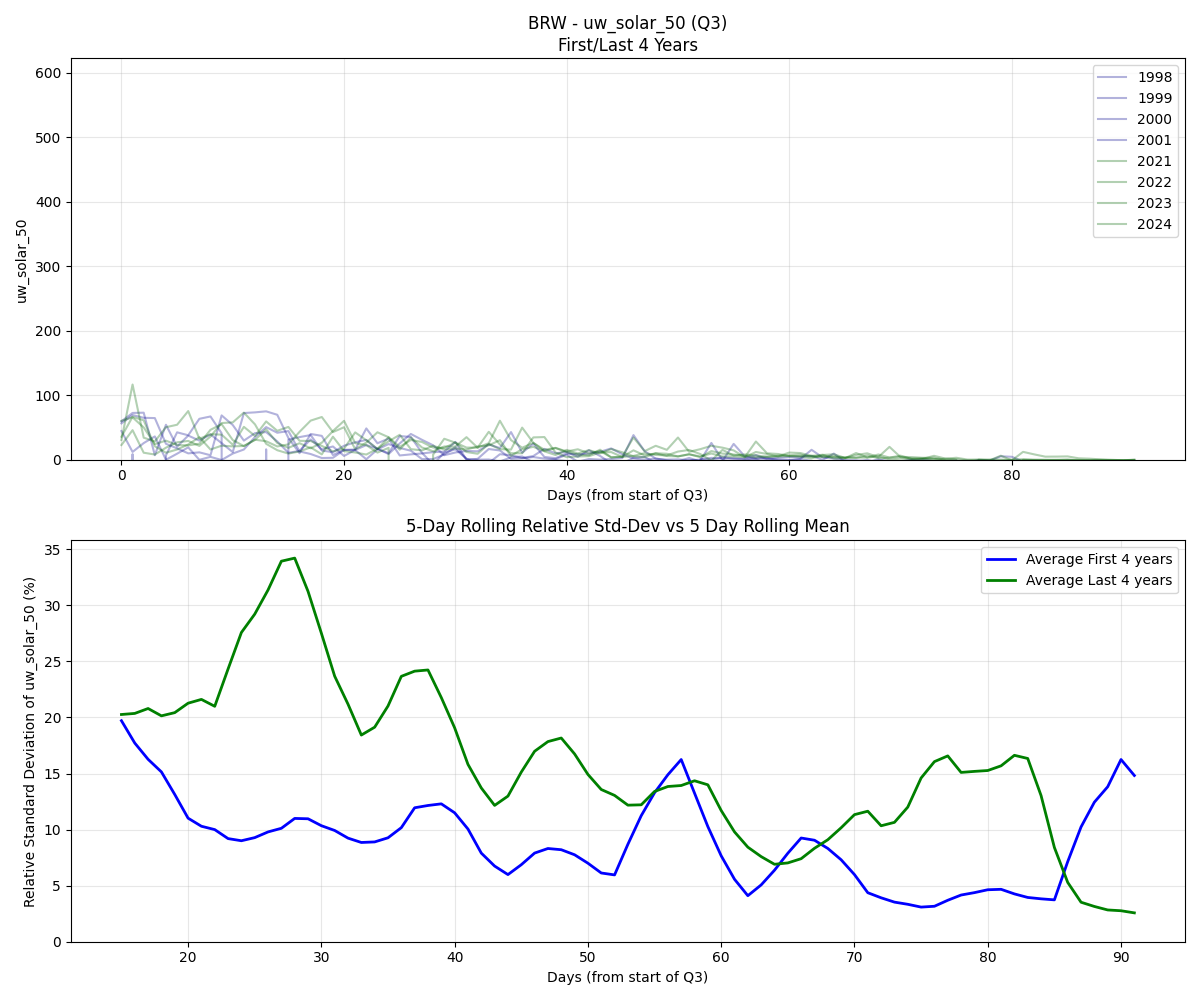 BRW - uw_solar_50 (Q3)
First/Last 4 Years
600
500
400
300
200
100
0
uw_solar_50
1998
1999
2000
2001
2021
2022
2023
2024
0 20 40 60 80
Days (from start of Q3)
5-Day Rolling Relative Std-Dev vs 5 Day Rolling Mean
35
30
25
20
15
10
5
0
Relative Standard Deviation of uw_solar_50 (%)
Average First 4 years
Average Last 4 years
20 30 40 50 60 70 80 90
Days (from start of Q3)